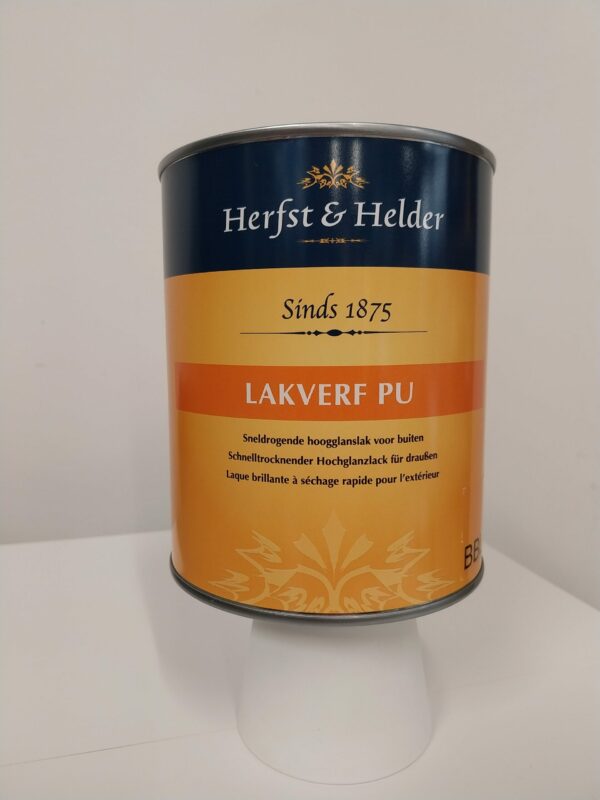 Herfst & Helder
Sinds 1875
LAKVERF PU
Sneldrogende hoogglanslak voor buiten
Schnelltrocknender Hochglanzlack für draußen
Laque brillante à séchage rapide pour l'extérieur